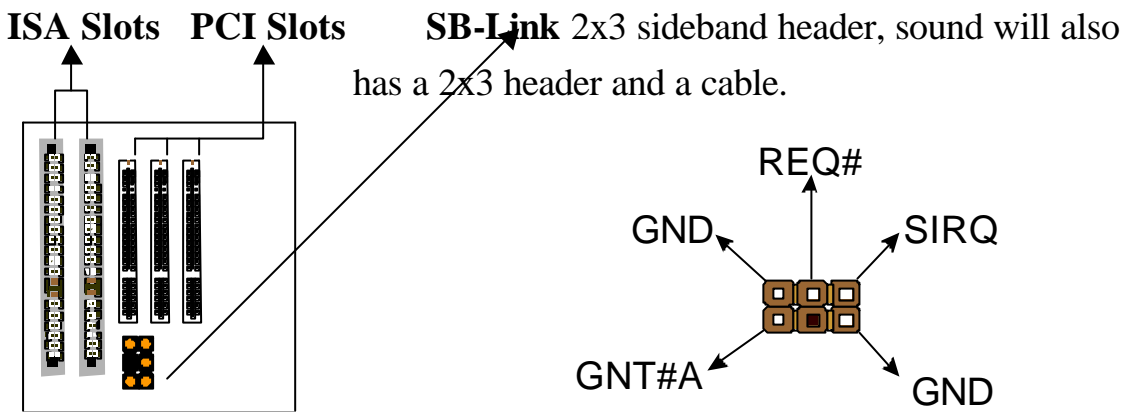 ISA Slots PCI Slots SB-Link 2x3 sideband header, sound will also
has a 2x3 header and a cable.
REQ#
GND SIRQ
GNT#A GND